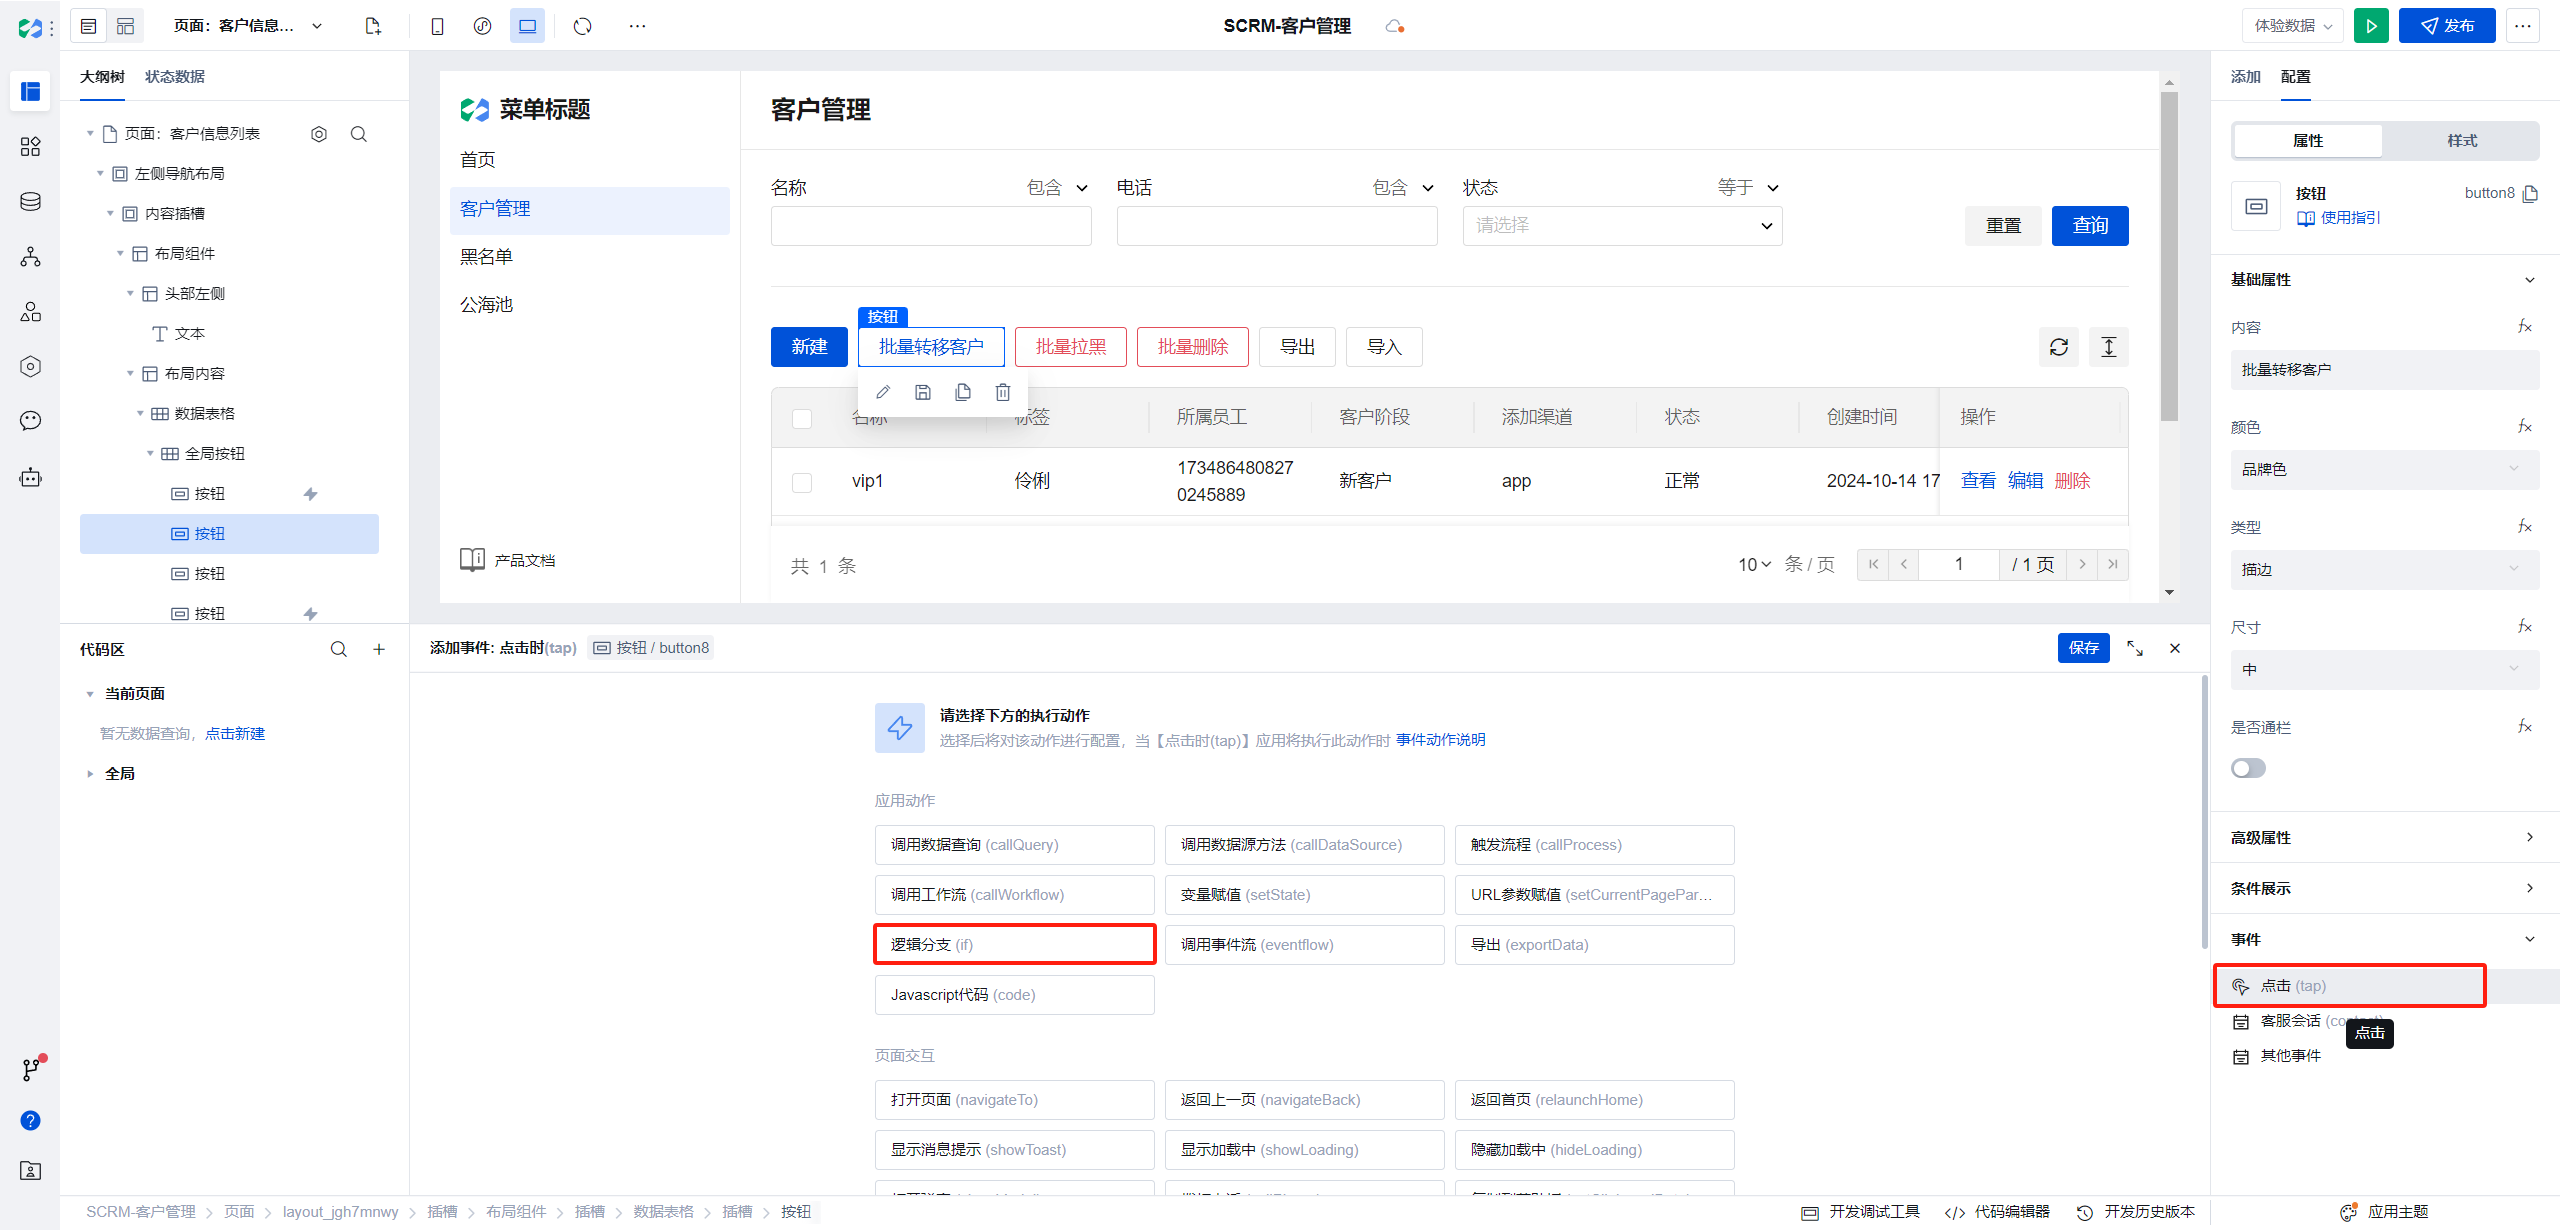 页面：客户信息...
SCRM-客户管理
体验数据
发布
大纲树
状态数据
页面：客户信息列表
左侧导航布局
内容插槽
布局组件
头部左侧
文本
布局内容
数据表格
全局按钮
按钮
按钮
按钮
按钮
代码区
当前页面
暂无数据查询，点击新建
全局
菜单标题
首页
客户管理
黑名单
公海池
产品文档
客户管理
名称 包含
电话 包含
状态 等于
请选择
重置
查询
按钮
新建
批量转移客户
批量拉黑
批量删除
导出
导入
名称 标签 所属员工 客户阶段 添加渠道 状态 创建时间 操作
vip1 伶俐 173486480827 新客户 app 正常 2024-10-14 17 查看 编辑 删除
0245889
共 1 条
10 条 / 页
1
/ 1 页
添加事件: 点击时(tap) 按钮 / button8
保存
请选择下方的执行动作
选择后将对该动作进行配置，当【点击时(tap)】应用将执行此动作时 事件动作说明
应用动作
调用数据查询 (callQuery)
调用数据源方法 (callDataSource)
触发流程 (callProcess)
调用工作流 (callWorkflow)
变量赋值 (setState)
URL参数赋值 (setCurrentPagePar...
逻辑分支 (if)
调用事件流 (eventflow)
导出 (exportData)
Javascript代码 (code)
页面交互
打开页面 (navigateTo)
返回上一页 (navigateBack)
返回首页 (relaunchHome)
显示消息提示 (showToast)
显示加载中 (showLoading)
隐藏加载中 (hideLoading)
添加
配置
属性
样式
按钮
button8
使用指引
基础属性
内容
批量转移客户
颜色
品牌色
类型
描边
尺寸
中
是否通栏
高级属性
条件展示
事件
点击 (tap)
客服会话
点击
其他事件
SCRM-客户管理 > 页面 > layout_jgh7mnwy > 插槽 > 布局组件 > 插槽 > 数据表格 > 插槽 > 按钮
开发调试工具
代码编辑器
开发历史版本
应用主题